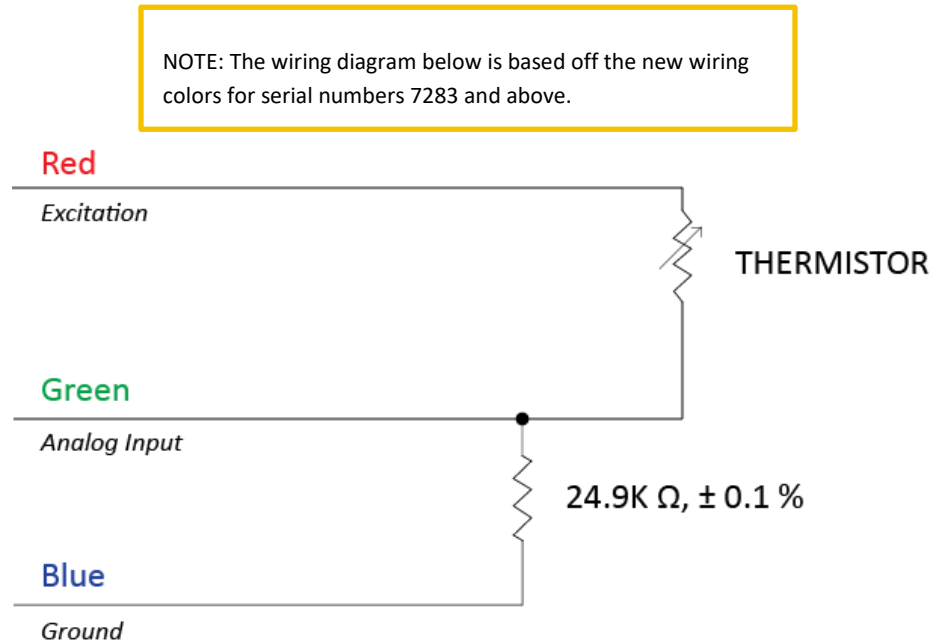 NOTE: The wiring diagram below is based off the new wiring
colors for serial numbers 7283 and above.
Red
Excitation
THERMISTOR
Green
Analog Input
24.9K Ω, ± 0.1 %
Blue
Ground